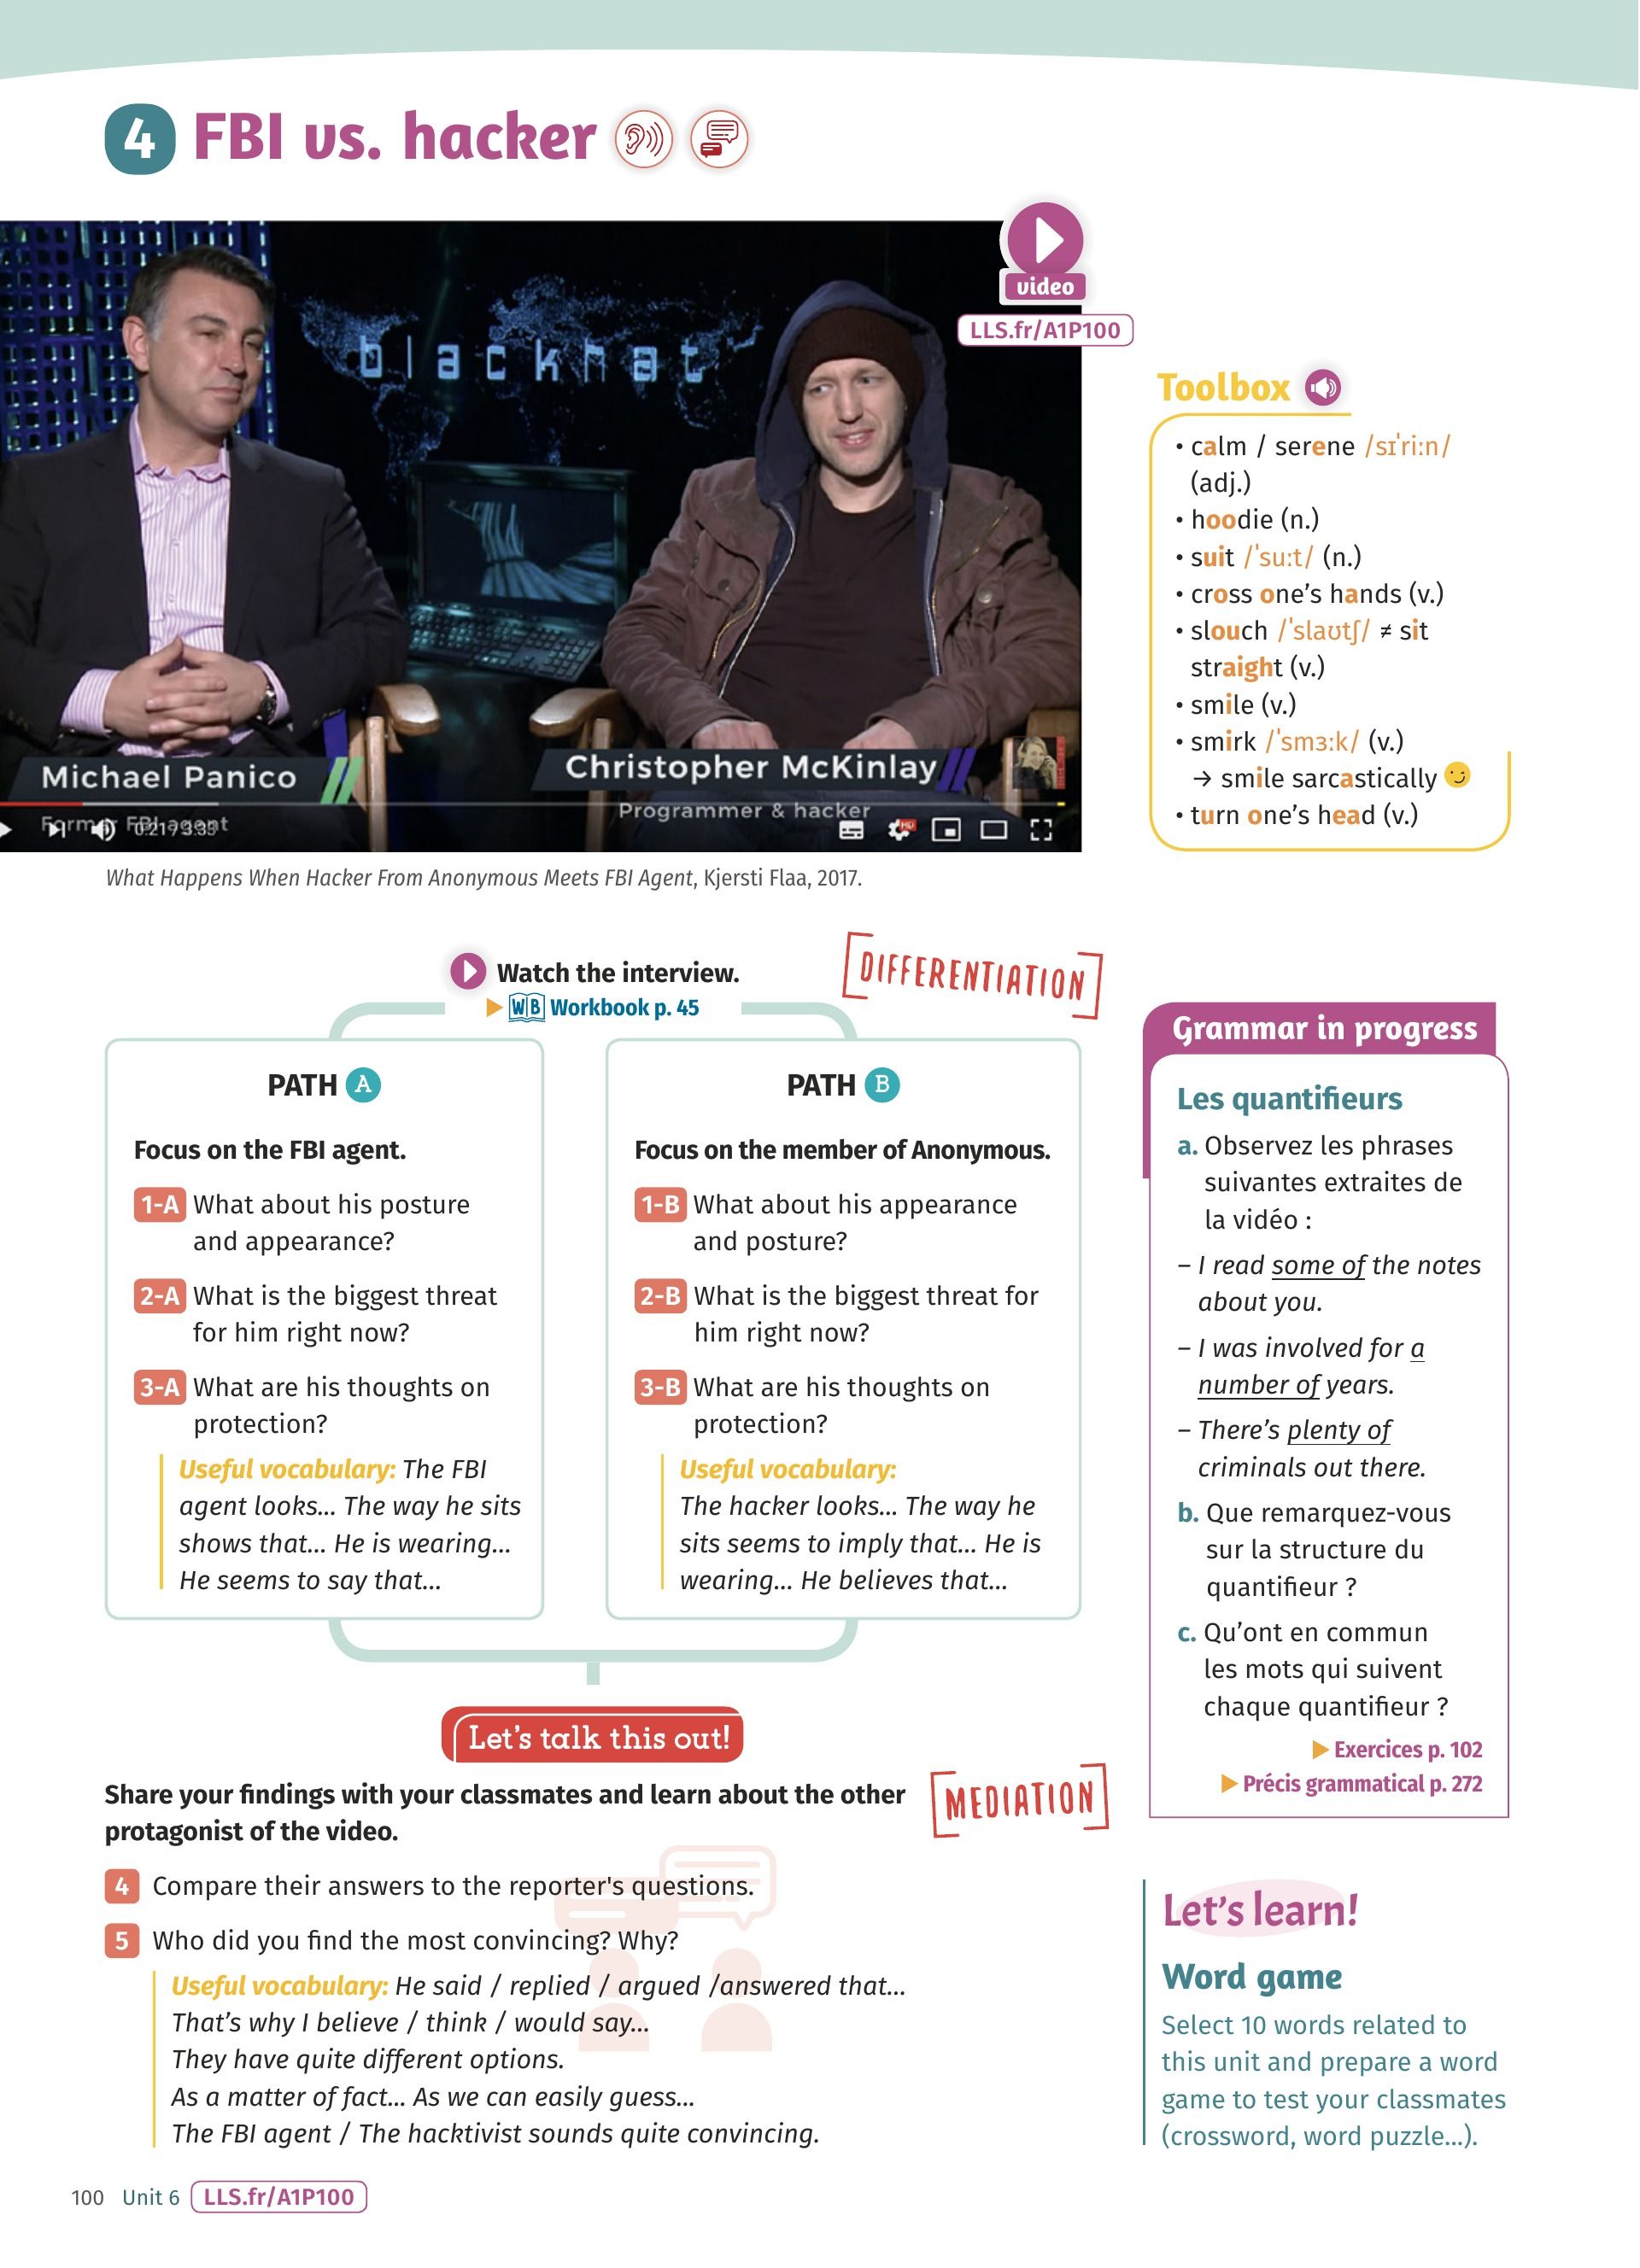 4 FBI vs. hacker
video
LLS.fr/A1P100
blackhat
Michael Panico
Former FBI agent
0:21 / 3:35
Christopher McKinlay
Programmer & hacker
What Happens When Hacker From Anonymous Meets FBI Agent, Kjersti Flaa, 2017.
Toolbox
• calm / serene /sɪˈriːn/
(adj.)
• hoodie (n.)
• suit /ˈsuːt/ (n.)
• cross one’s hands (v.)
• slouch /ˈslaʊtʃ/ ≠ sit
straight (v.)
• smile (v.)
• smirk /ˈsmɜːk/ (v.)
→ smile sarcastically
• turn one’s head (v.)
Watch the interview.
WB Workbook p. 45
DIFFERENTIATION
PATH A
Focus on the FBI agent.
1-A What about his posture
and appearance?
2-A What is the biggest threat
for him right now?
3-A What are his thoughts on
protection?
Useful vocabulary: The FBI
agent looks... The way he sits
shows that... He is wearing...
He seems to say that...
PATH B
Focus on the member of Anonymous.
1-B What about his appearance
and posture?
2-B What is the biggest threat for
him right now?
3-B What are his thoughts on
protection?
Useful vocabulary:
The hacker looks... The way he
sits seems to imply that... He is
wearing... He believes that...
Let’s talk this out!
Share your findings with your classmates and learn about the other
protagonist of the video.
MEDIATION
4 Compare their answers to the reporter's questions.
5 Who did you find the most convincing? Why?
Useful vocabulary: He said / replied / argued /answered that...
That’s why I believe / think / would say...
They have quite different options.
As a matter of fact... As we can easily guess...
The FBI agent / The hacktivist sounds quite convincing.
Grammar in progress
Les quantifieurs
a. Observez les phrases
suivantes extraites de
la vidéo :
– I read some of the notes
about you.
– I was involved for a
number of years.
– There’s plenty of
criminals out there.
b. Que remarquez-vous
sur la structure du
quantifieur ?
c. Qu’ont en commun
les mots qui suivent
chaque quantifieur ?
Exercices p. 102
Précis grammatical p. 272
Let’s learn!
Word game
Select 10 words related to
this unit and prepare a word
game to test your classmates
(crossword, word puzzle...).
100 Unit 6 LLS.fr/A1P100